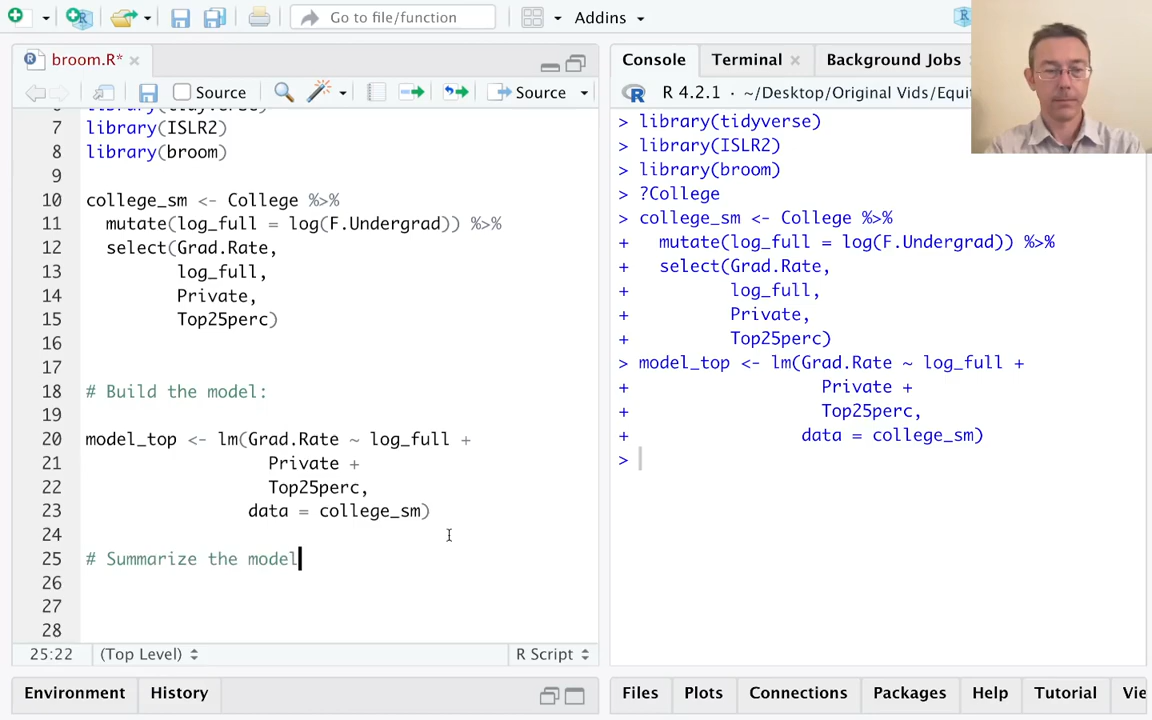 Go to file/function
Addins
broom.R*
Source
Source
7
library(ISLR2)
8
library(broom)
9
10
college_sm <- College %>%
11
mutate(log_full = log(F.Undergrad)) %>%
12
select(Grad.Rate,
13
log_full,
14
Private,
15
Top25perc)
16
17
18
# Build the model:
19
20
model_top <- lm(Grad.Rate ~ log_full +
21
Private +
22
Top25perc,
23
data = college_sm)
24
25
# Summarize the model
26
27
28
25:22
(Top Level)
R Script
Environment
History
Console
Terminal
Background Jobs
R 4.2.1 · ~/Desktop/Original Vids/Equit
> library(tidyverse)
> library(ISLR2)
> library(broom)
> ?College
> college_sm <- College %>%
+ mutate(log_full = log(F.Undergrad)) %>%
+ select(Grad.Rate,
+ log_full,
+ Private,
+ Top25perc)
> model_top <- lm(Grad.Rate ~ log_full +
+ Private +
+ Top25perc,
+ data = college_sm)
>
Files
Plots
Connections
Packages
Help
Tutorial
Vie